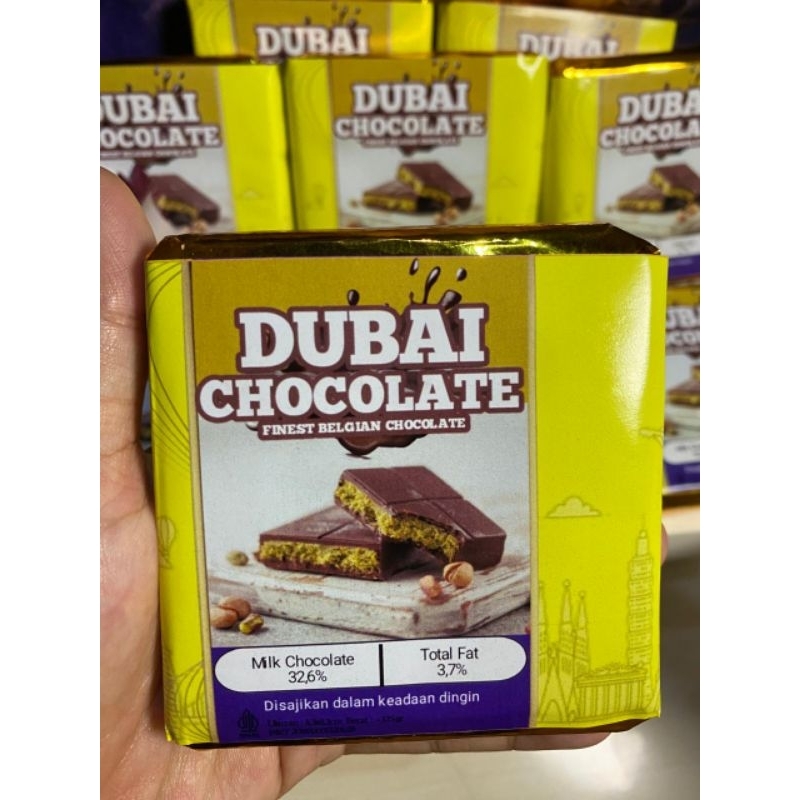 DUBAI
DUBAI
DUBAI
CHOCOLATE
DUBAI
CHOCOLATE
DUBAI
CHOCOLATE
FINEST BELGIAN CHOCOLATE
Milk Chocolate
32,6%
Total Fat
3,7%
Disajikan dalam keadaan dingin